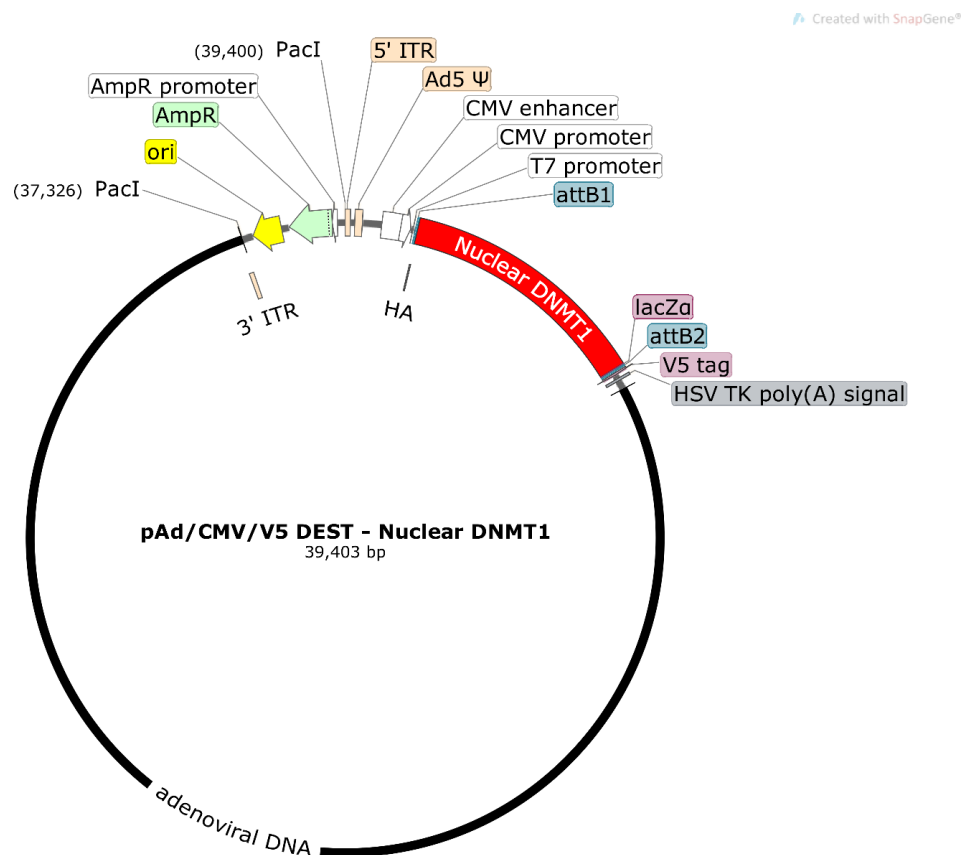 Created with SnapGene®
(39,400) PacI
5' ITR
AmpR promoter
Ad5 Ψ
AmpR
CMV enhancer
CMV promoter
ori
T7 promoter
(37,326) PacI
attB1
Nuclear DNMT1
3' ITR
HA
lacZα
attB2
V5 tag
HSV TK poly(A) signal
pAd/CMV/V5 DEST - Nuclear DNMT1
39,403 bp
adenoviral DNA